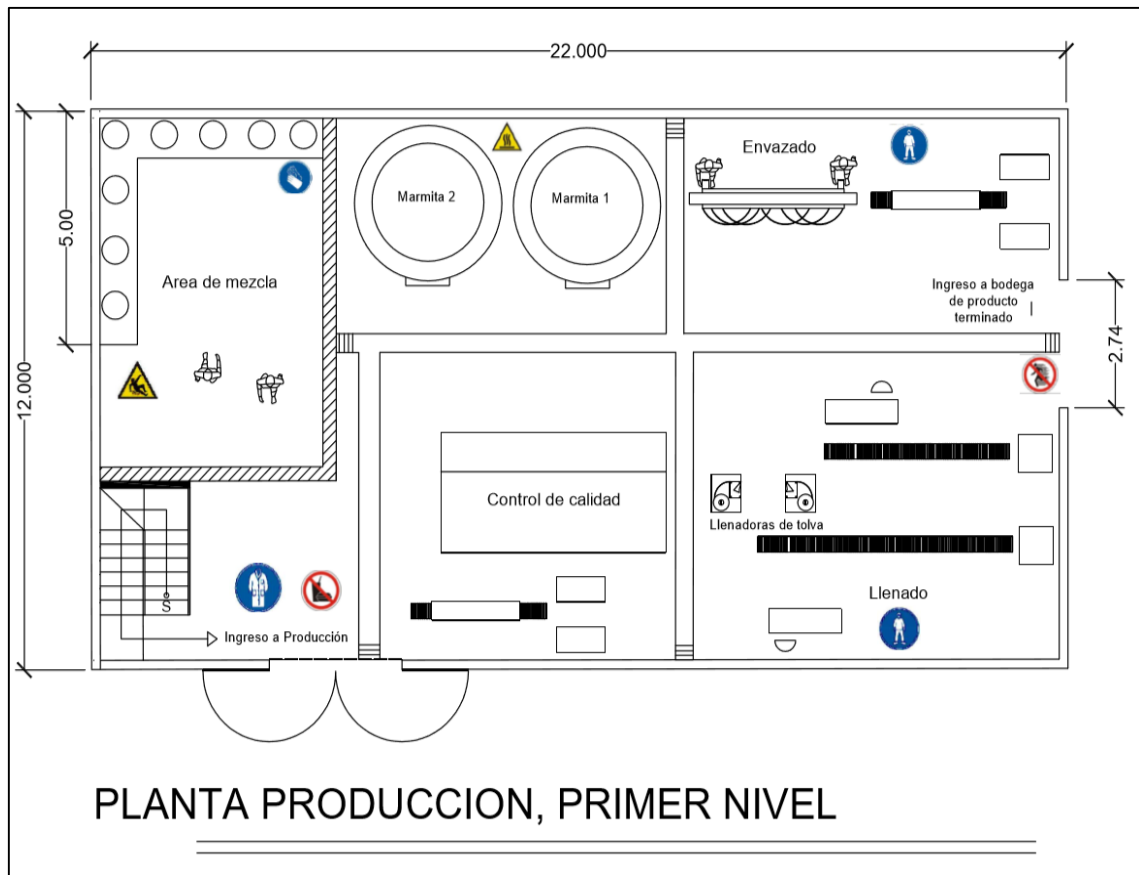 22.000
5.00
12.000
2.74
Marmita 2
Marmita 1
Envazado
Area de mezcla
Ingreso a bodega
de producto
terminado
Control de calidad
Llenadoras de tolva
Llenado
S
Ingreso a Producción
PLANTA PRODUCCION, PRIMER NIVEL